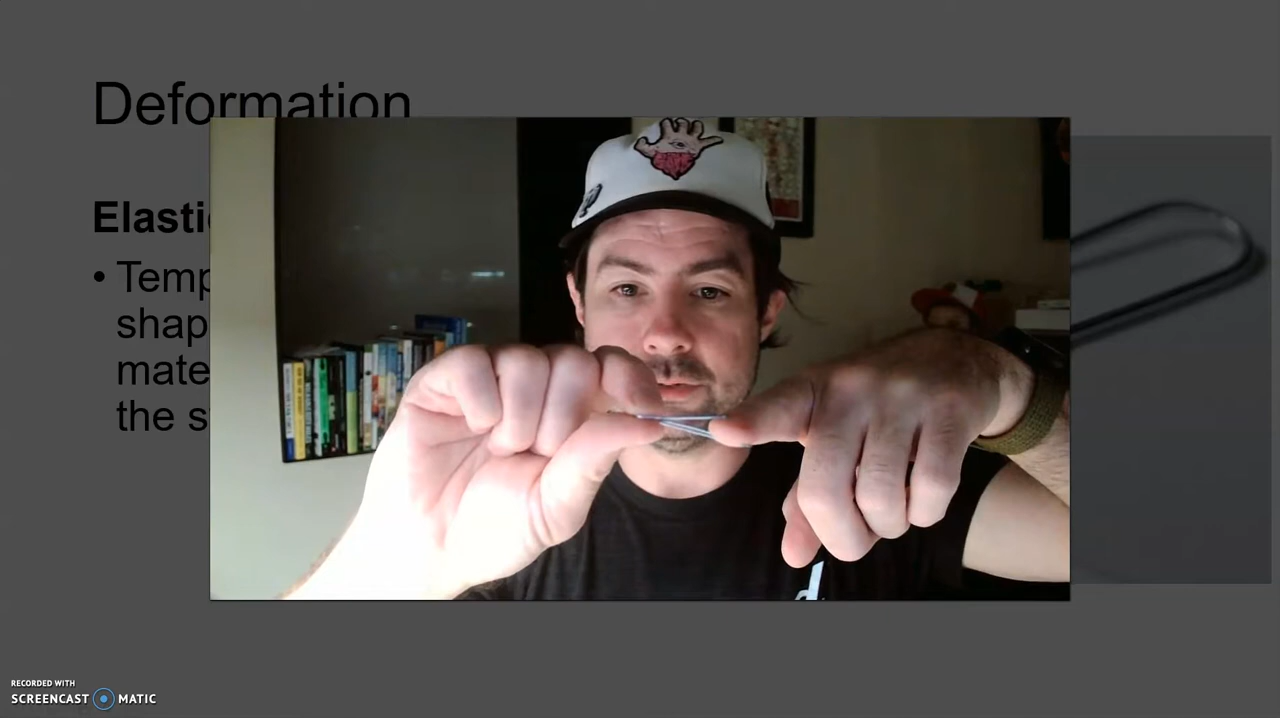 Deformation
Elastic
• Temp
shap
mate
the s
RECORDED WITH
SCREENCAST MATIC